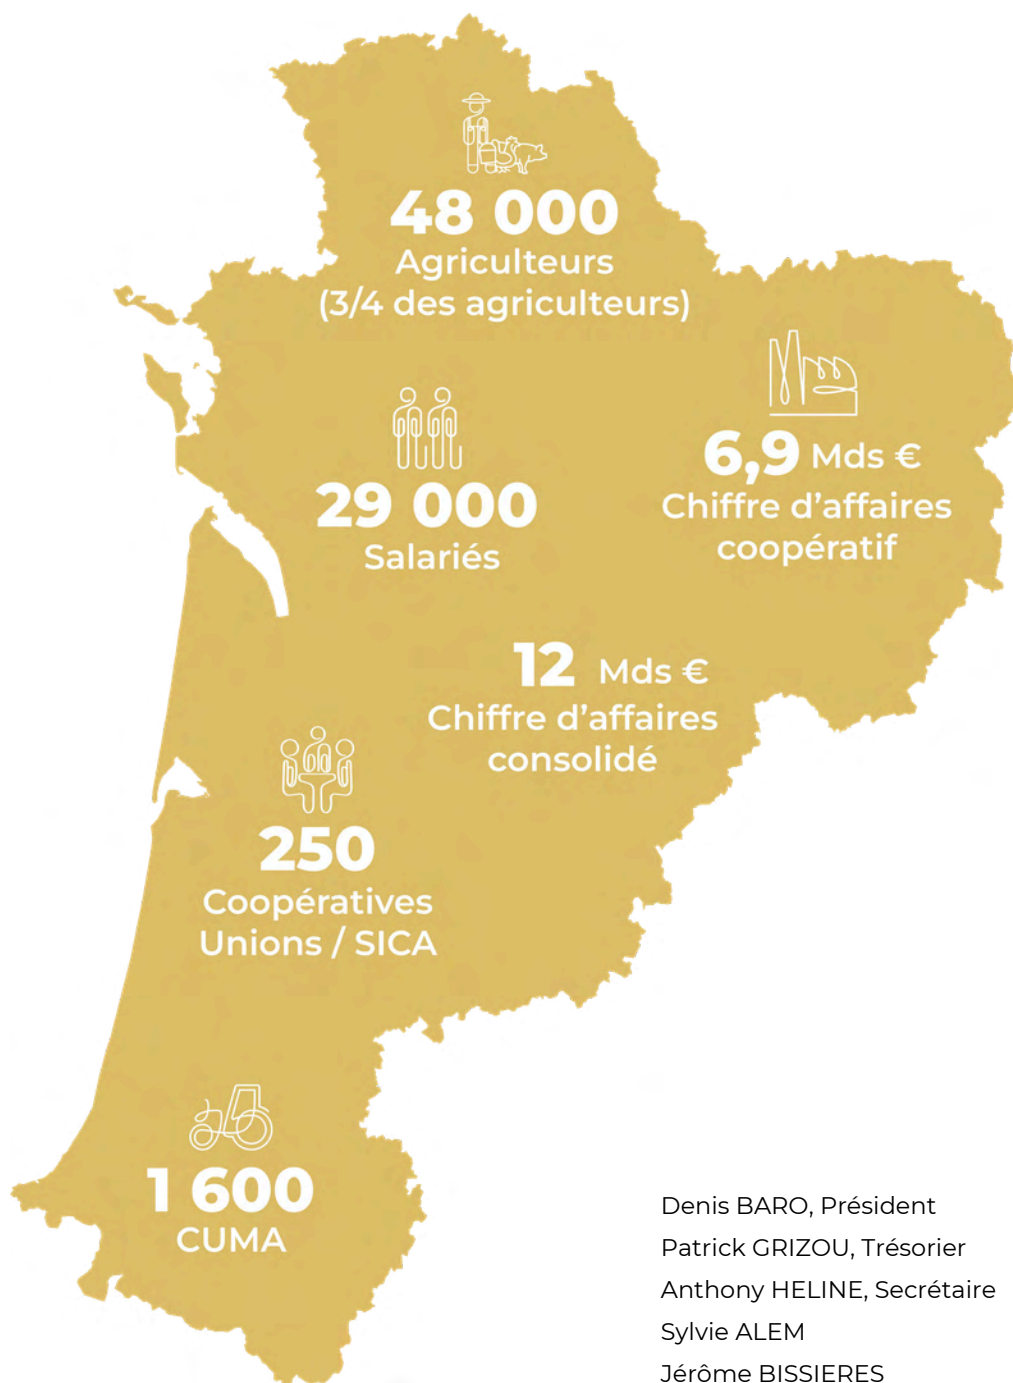 48 000
Agriculteurs
(3/4 des agriculteurs)
6,9 Mds €
Chiffre d’affaires
coopératif
29 000
Salariés
12 Mds €
Chiffre d’affaires
consolidé
250
Coopératives
Unions / SICA
1 600
CUMA
Denis BARO, Président
Patrick GRIZOU, Trésorier
Anthony HELINE, Secrétaire
Sylvie ALEM
Jérôme BISSIERES